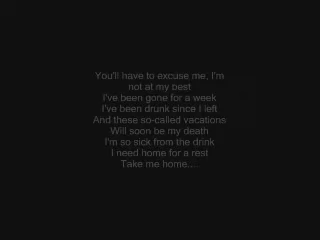 You'll have to excuse me, I'm
not at my best
I've been gone for a week
I've been drunk since i left
And these so-called vacations
Will soon be my death
I'm so sick from the drink
I need home for a rest
Take me home....